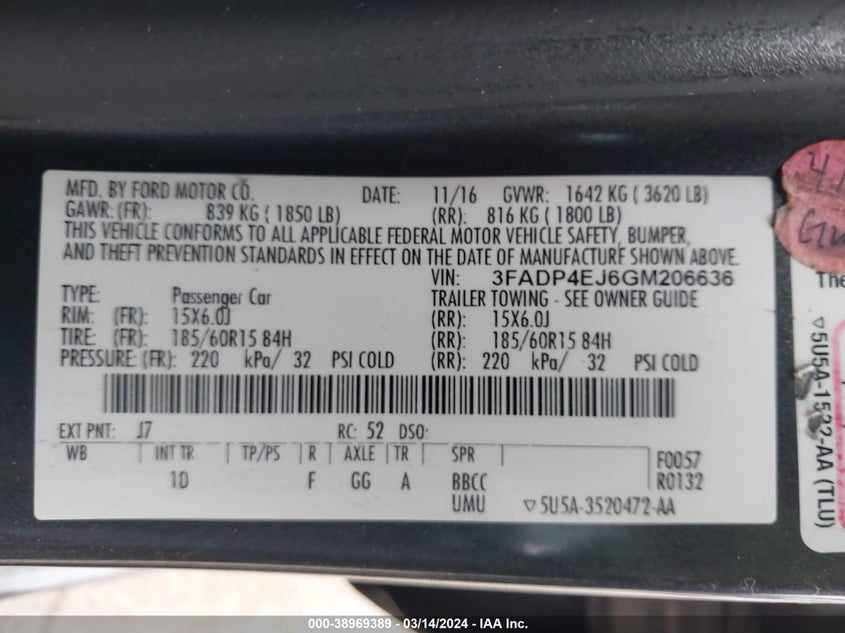 MFD. BY FORD MOTOR CO. DATE: 11/16 GVWR: 1642 KG ( 3620 LB)
GAWR: (FR): 839 KG ( 1850 LB) (RR): 816 KG ( 1800 LB)
THIS VEHICLE CONFORMS TO ALL APPLICABLE FEDERAL MOTOR VEHICLE SAFETY, BUMPER,
AND THEFT PREVENTION STANDARDS IN EFFECT ON THE DATE OF MANUFACTURE SHOWN ABOVE.
VIN: 3FADP4EJ6GM206636
TYPE: Passenger Car TRAILER TOWING - SEE OWNER GUIDE
RIM: (FR): 15X6.0J (RR): 15X6.0J
TIRE: (FR): 185/60R15 84H (RR): 185/60R15 84H
PRESSURE: (FR): 220 kPa/ 32 PSI COLD (RR): 220 kPa/ 32 PSI COLD
EXT PNT: J7 RC: 52 DSO:
WB INT TR TP/PS R AXLE TR SPR F0057
1D F GG A BBCC R0132
UMU ▽5U5A-3520472-AA
The
▽5U5A-1532-AA (TLU)
000-38969389 - 03/14/2024 - IAA Inc.